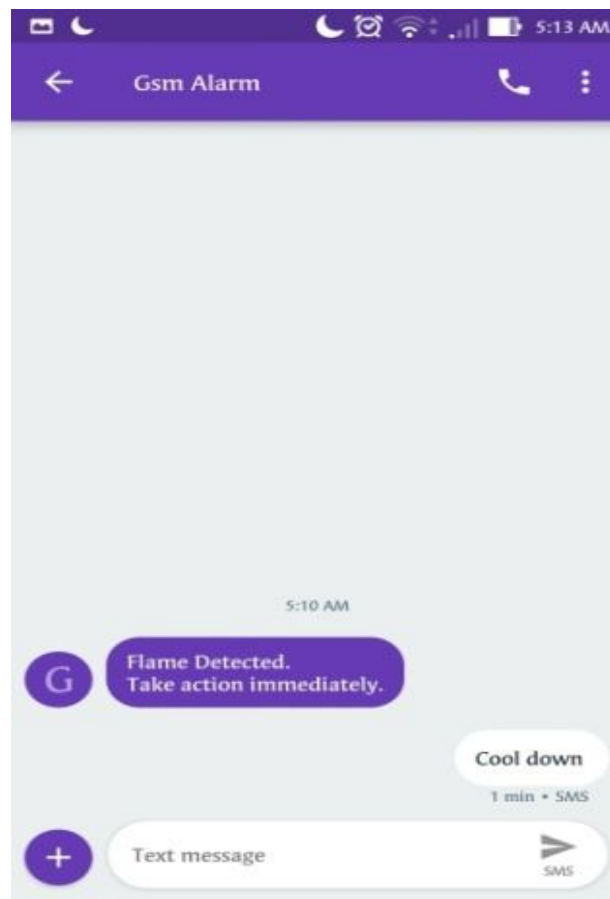 5:13 AM
Gsm Alarm
5:10 AM
G
Flame Detected.
Take action immediately.
Cool down
1 min • SMS
+
Text message
SMS